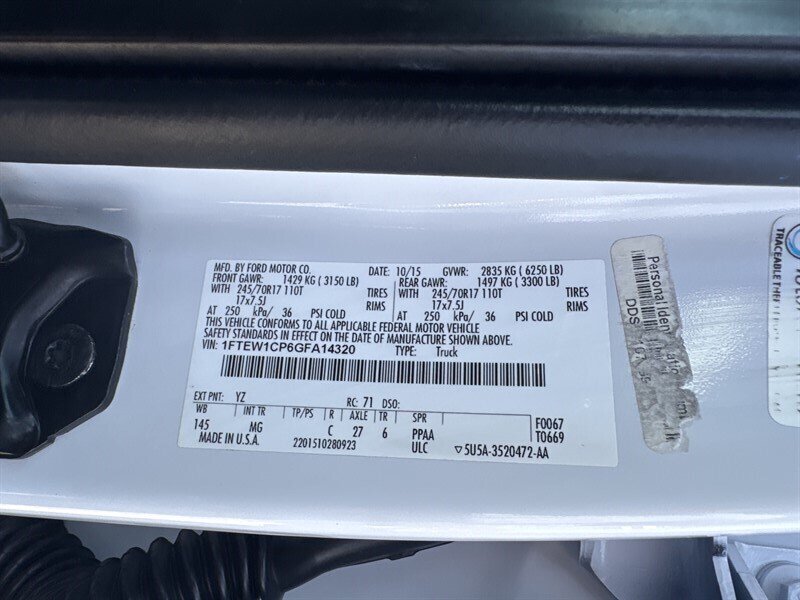 MFD. BY FORD MOTOR CO. DATE: 10/15 GVWR: 2835 KG ( 6250 LB)
FRONT GAWR: 1429 KG ( 3150 LB) REAR GAWR: 1497 KG ( 3300 LB)
WITH 245/70R17 110T TIRES WITH 245/70R17 110T TIRES
17x7.5J RIMS 17x7.5J RIMS
AT 250 kPa/ 36 PSI COLD AT 250 kPa/ 36 PSI COLD
THIS VEHICLE CONFORMS TO ALL APPLICABLE FEDERAL MOTOR VEHICLE
SAFETY STANDARDS IN EFFECT ON THE DATE OF MANUFACTURE SHOWN ABOVE.
VIN: 1FTEW1CP6GFA14320 TYPE: Truck
EXT PNT: YZ RC: 71 DSO:
WB INT TR TP/PS R AXLE TR SPR F0067
145 MG C 27 6 PPAA T0669
MADE IN U.S.A. 2201510280923 ULC ▽5U5A-3520472-AA
Personal
DDS
TRACEABLE